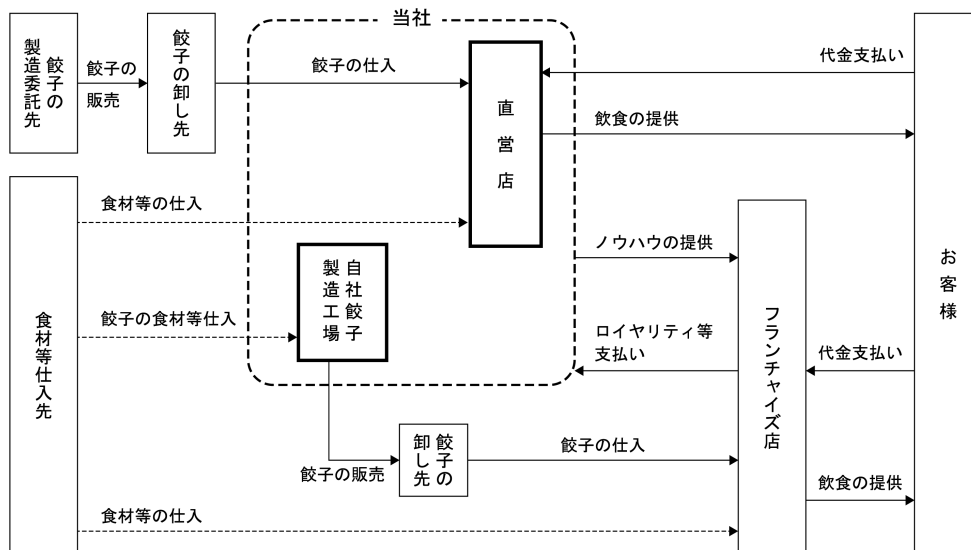 当社
餃子の
製造委託先
餃子の
販売
餃子の卸し先
餃子の仕入
直営店
代金支払い
飲食の提供
お客様
食材等仕入先
食材等の仕入
自社餃子
製造工場
餃子の食材等仕入
ノウハウの提供
ロイヤリティ等
支払い
フランチャイズ店
代金支払い
餃子の販売
餃子の
卸し先
餃子の仕入
飲食の提供
食材等の仕入